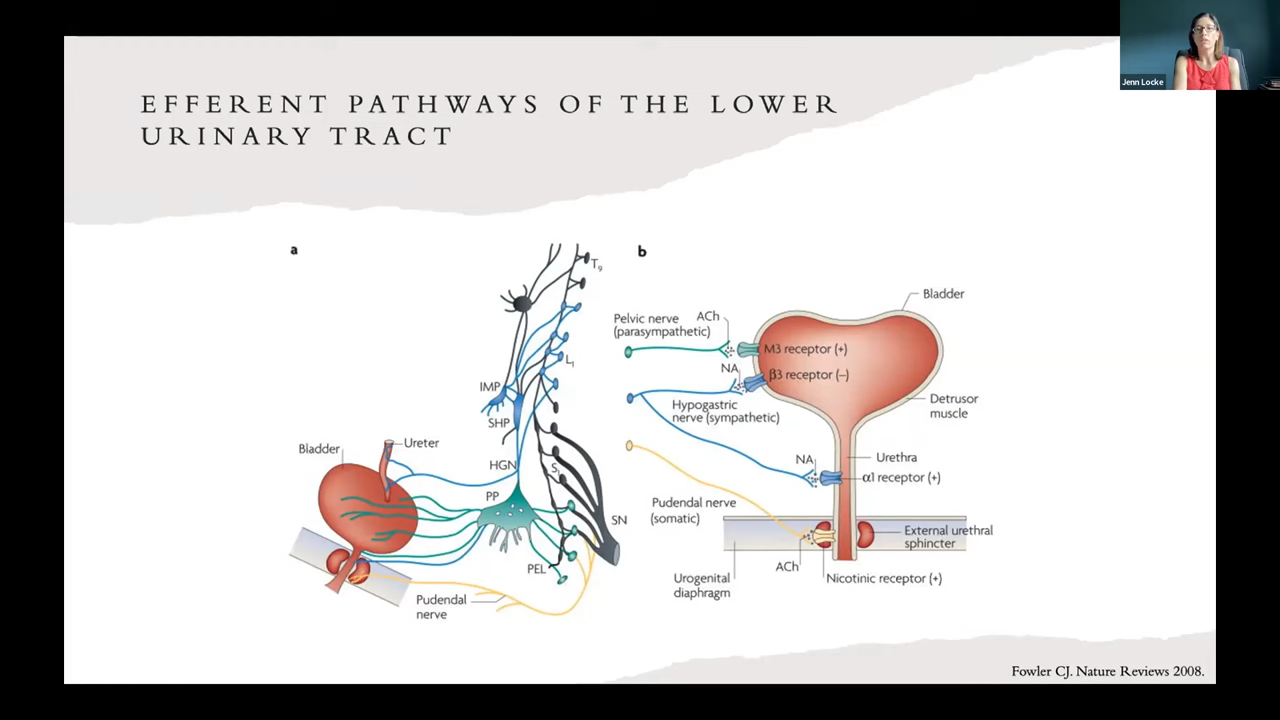 Jenn Locke
EFFERENT PATHWAYS OF THE LOWER
URINARY TRACT
a
T9
L1
IMP
SHP
Bladder
Ureter
HGN
S1
PP
SN
PEL
Pudendal
nerve
b
Bladder
Pelvic nerve
(parasympathetic)
ACh
M3 receptor (+)
NA
β3 receptor (–)
Hypogastric
nerve (sympathetic)
Detrusor
muscle
NA
Urethra
α1 receptor (+)
Pudendal nerve
(somatic)
External urethral
sphincter
ACh
Urogenital
diaphragm
Nicotinic receptor (+)
Fowler CJ. Nature Reviews 2008.